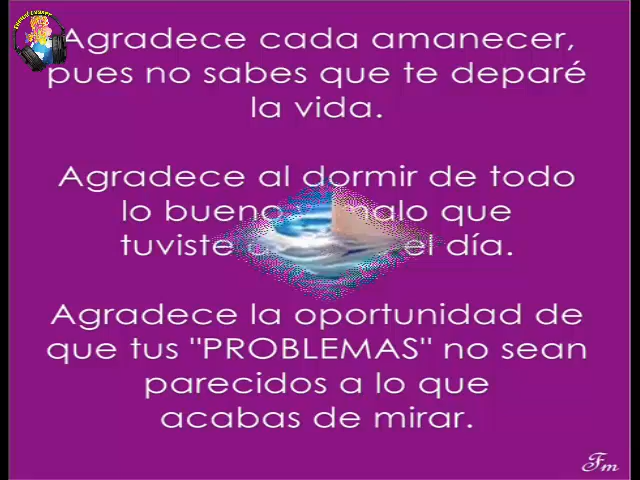 Agradece cada amanecer,
pues no sabes que te deparé
la vida.
Agradece al dormir de todo
lo bueno malo que
tuviste el día.
Agradece la oportunidad de
que tus "PROBLEMAS" no sean
parecidos a lo que
acabas de mirar.
Fm